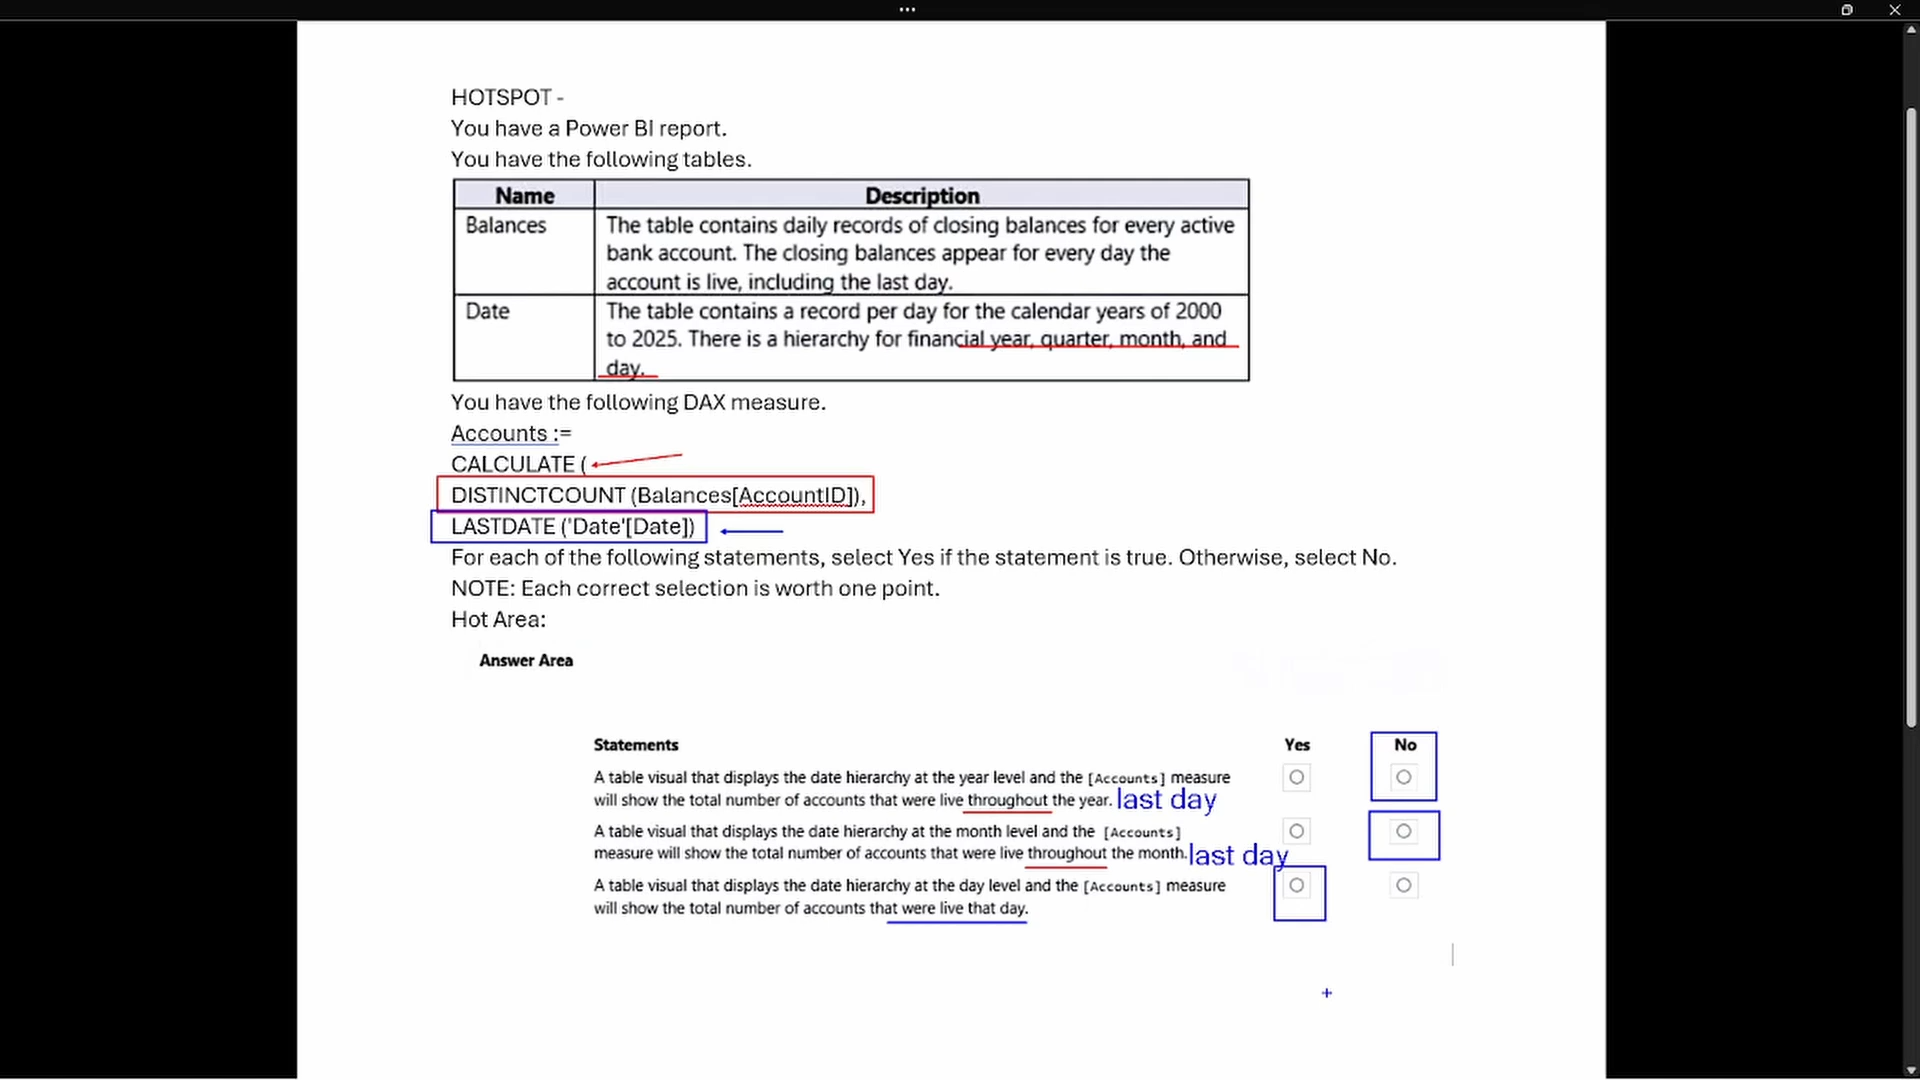 HOTSPOT -
You have a Power BI report.
You have the following tables.
Name Description
Balances The table contains daily records of closing balances for every active
bank account. The closing balances appear for every day the
account is live, including the last day.
Date The table contains a record per day for the calendar years of 2000
to 2025. There is a hierarchy for financial year, quarter, month, and
day.
You have the following DAX measure.
Accounts :=
CALCULATE (
DISTINCTCOUNT (Balances[AccountID]),
LASTDATE ('Date'[Date])
For each of the following statements, select Yes if the statement is true. Otherwise, select No.
NOTE: Each correct selection is worth one point.
Hot Area:
Answer Area
Statements Yes No
A table visual that displays the date hierarchy at the year level and the [Accounts] measure
will show the total number of accounts that were live throughout the year. last day
A table visual that displays the date hierarchy at the month level and the [Accounts]
measure will show the total number of accounts that were live throughout the month. last day
A table visual that displays the date hierarchy at the day level and the [Accounts] measure
will show the total number of accounts that were live that day.